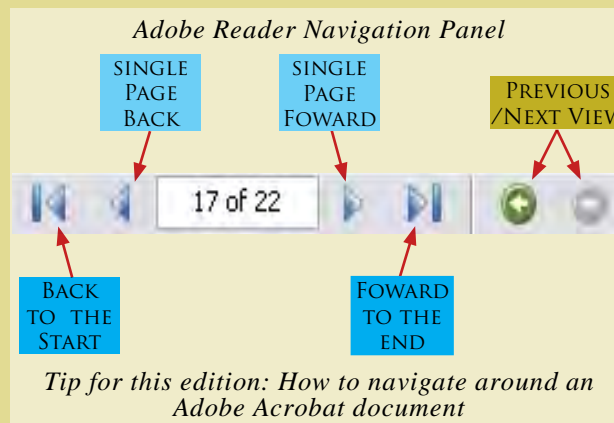 Adobe Reader Navigation Panel
SINGLE
PAGE
BACK
SINGLE
PAGE
FOWARD
PREVIOUS
/NEXT VIEW
17 of 22
BACK
TO THE
START
FOWARD
TO THE
END
Tip for this edition: How to navigate around an
Adobe Acrobat document